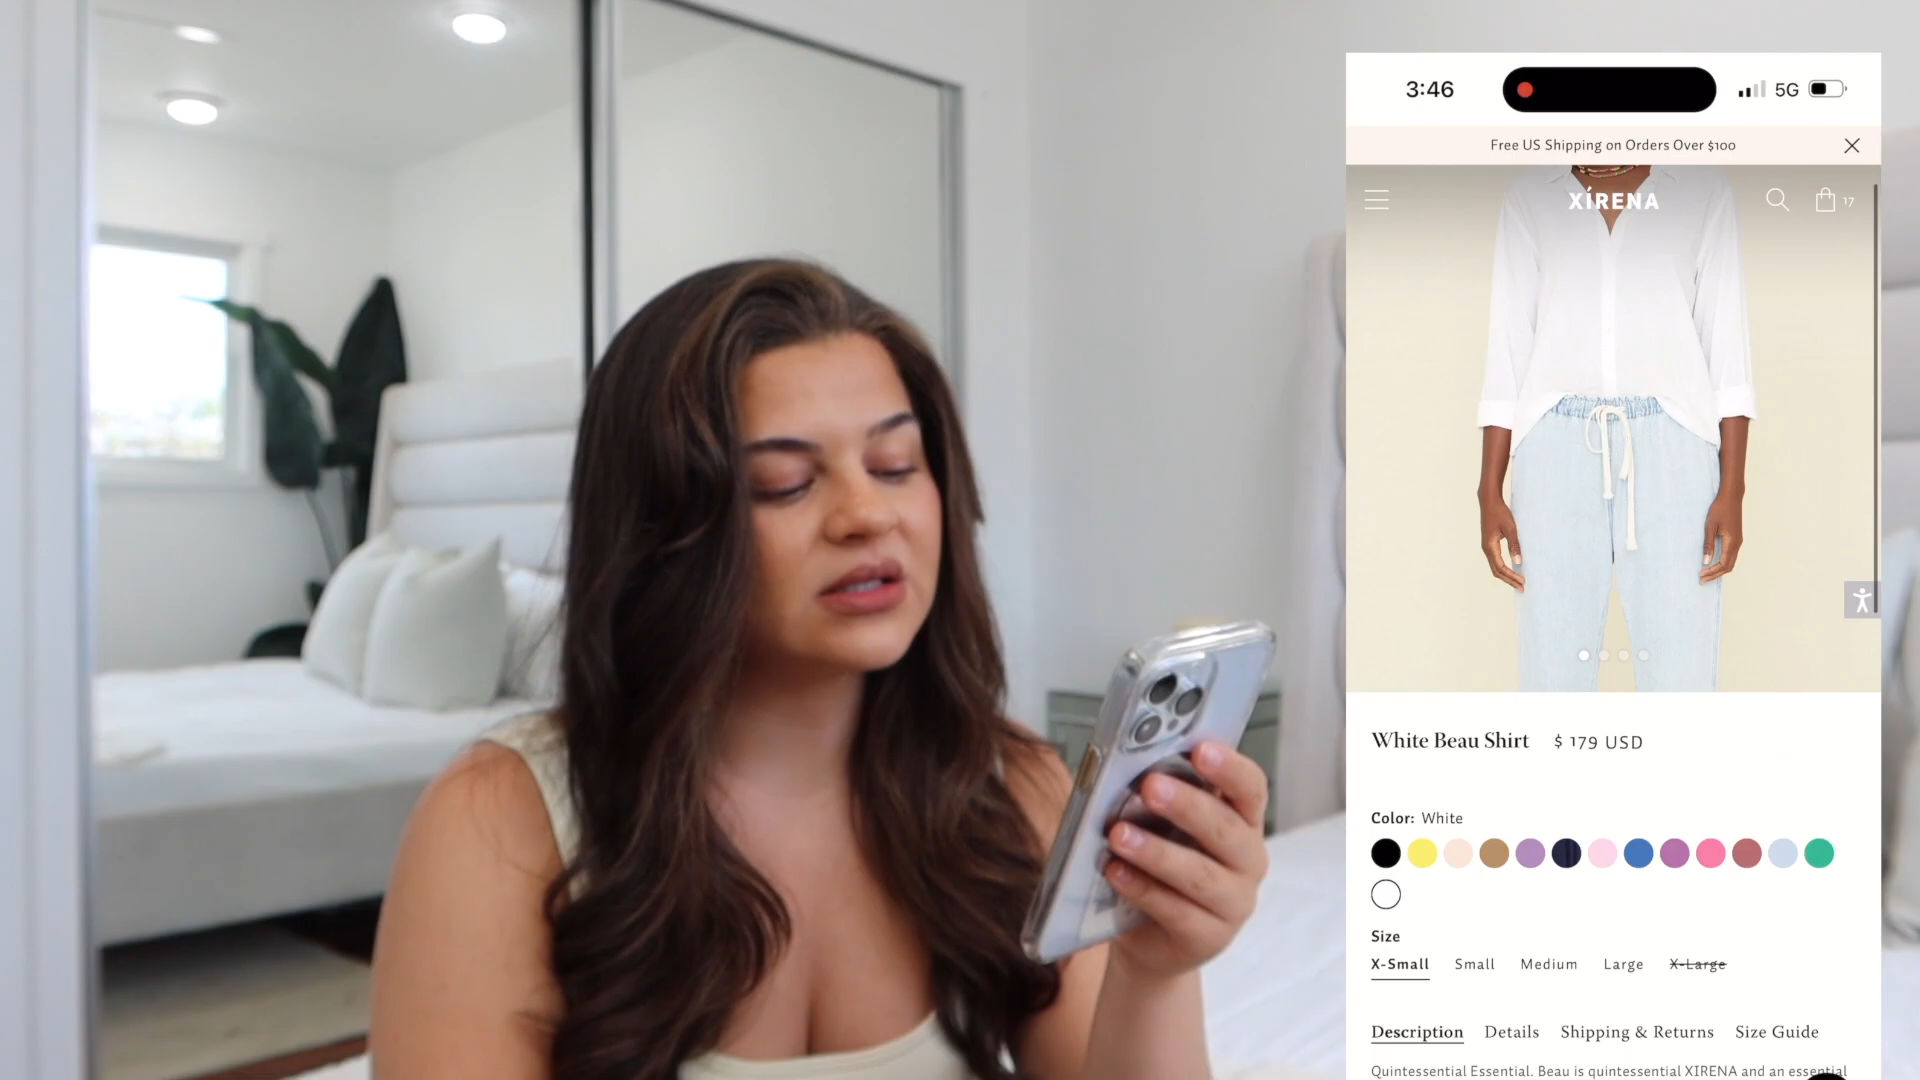 3:46
5G
Free US Shipping on Orders Over $100
XÍRENA
17
White Beau Shirt $ 179 USD
Color: White
Size
X-Small Small Medium Large X-Large
Description Details Shipping & Returns Size Guide
Quintessential Essential. Beau is quintessential XIRENA and an essential